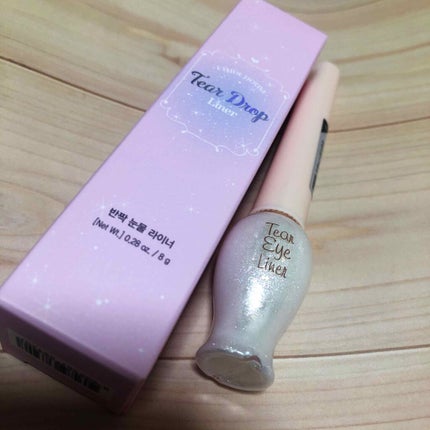 Tear Drop
Liner
반짝 눈물 라이너
[Net Wt.] 0.28 oz. / 8 g
Tear
Eye
Liner